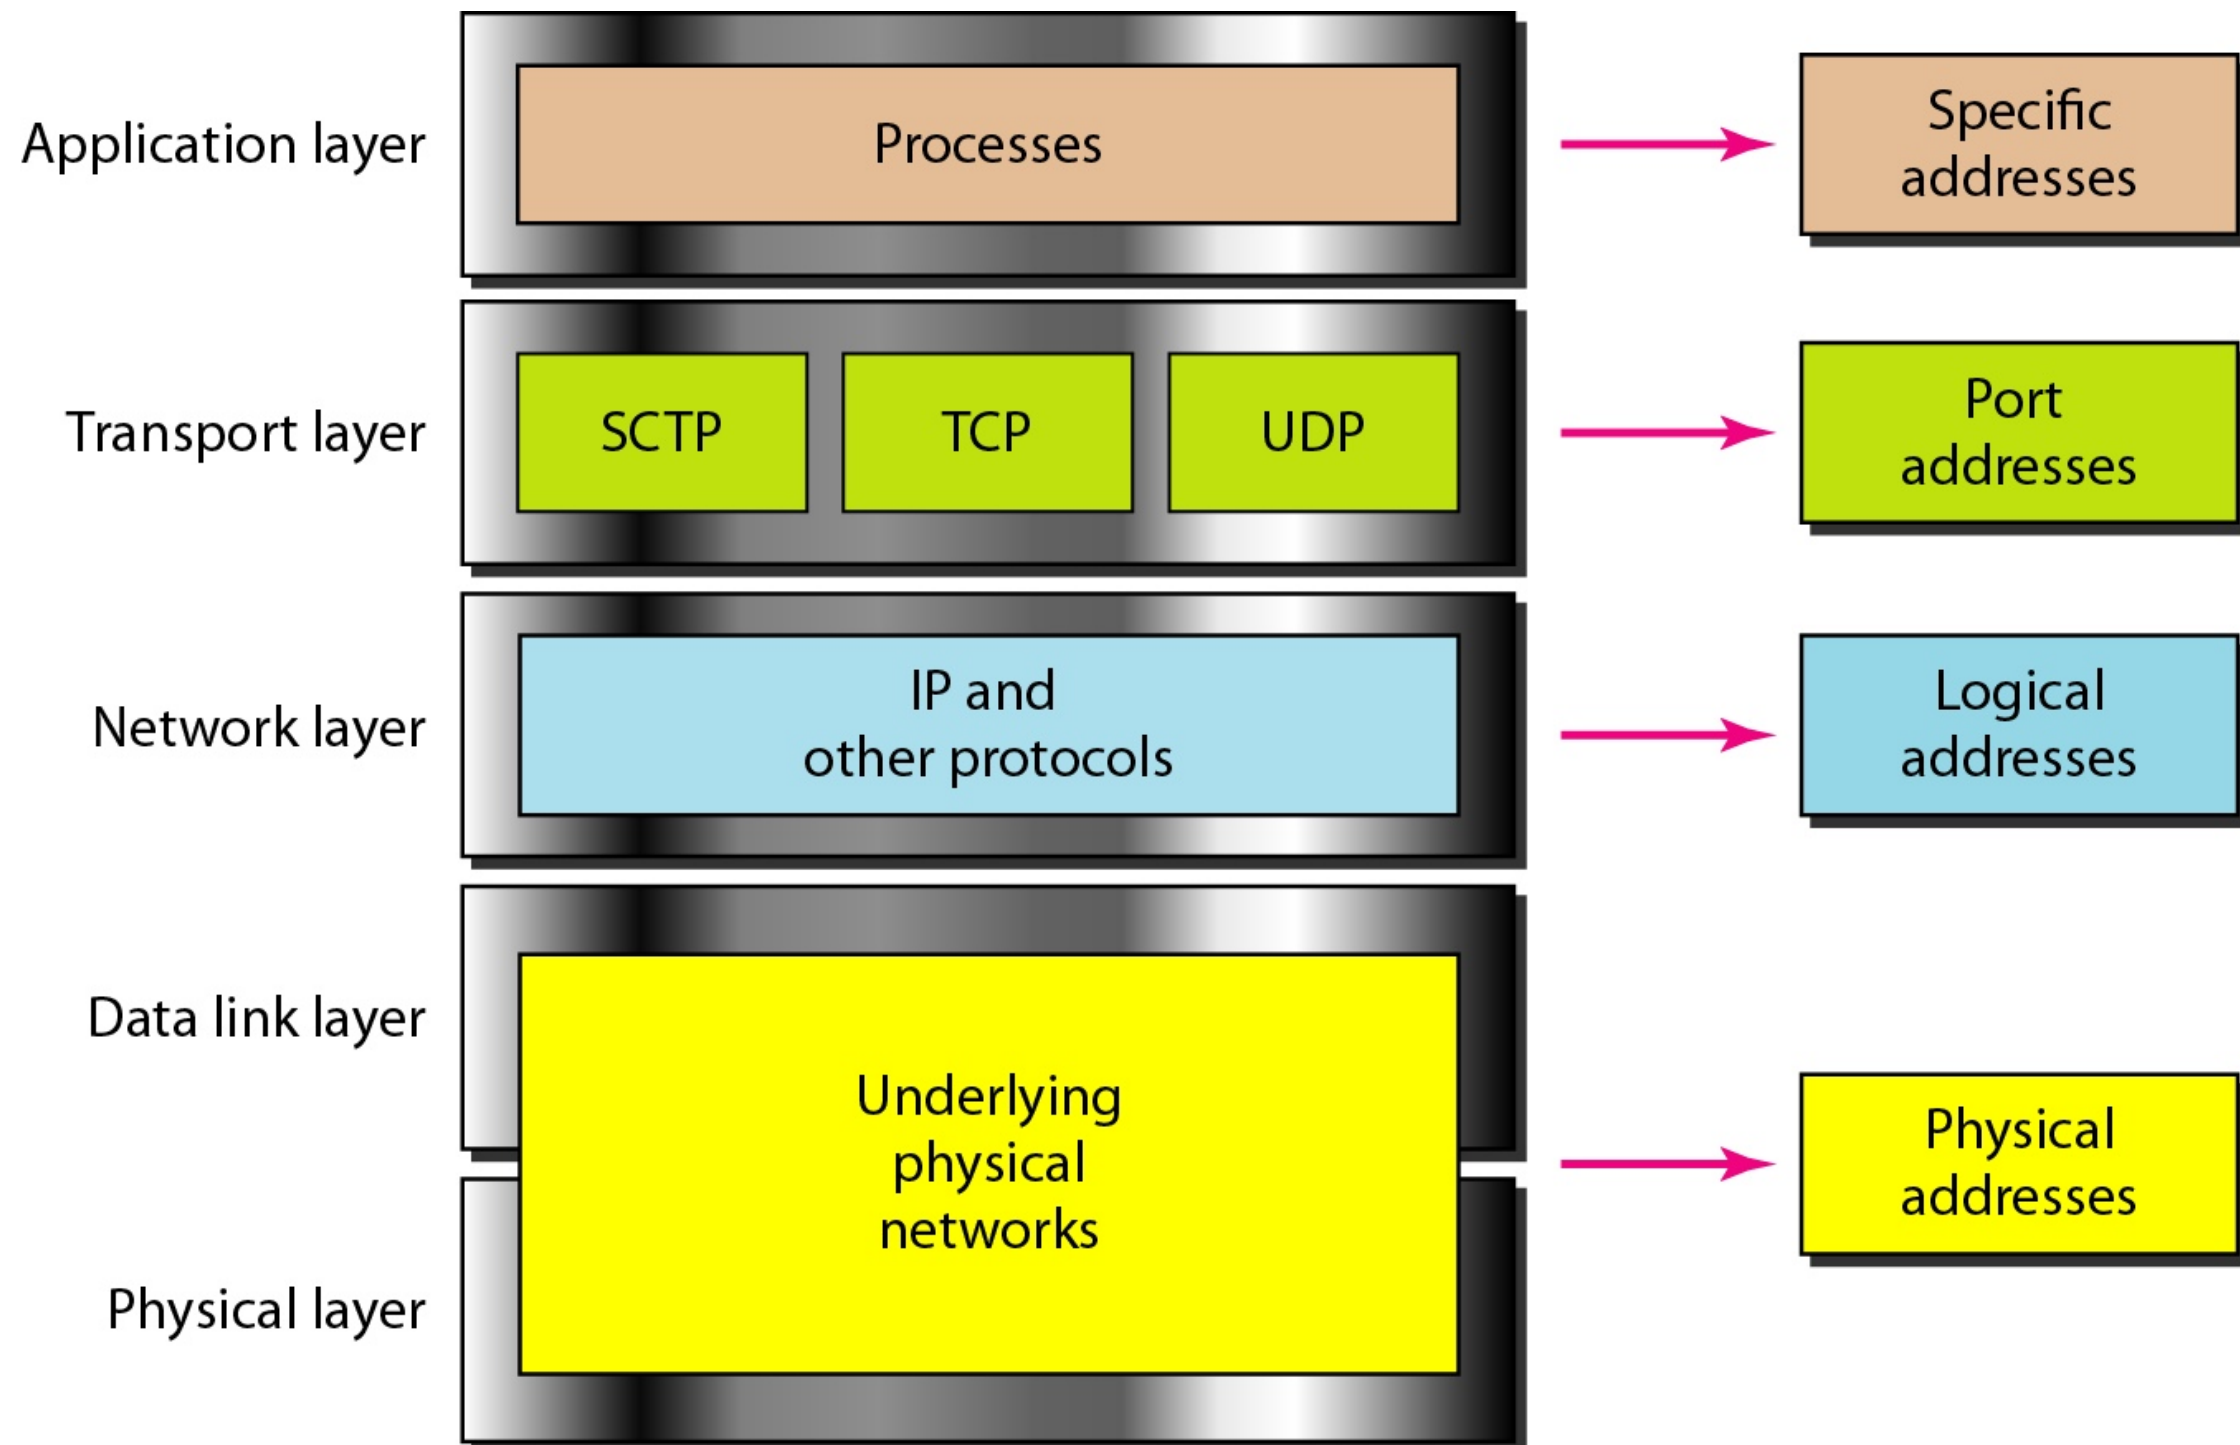 Application layer
Processes
Specific
addresses
Transport layer
SCTP
TCP
UDP
Port
addresses
Network layer
IP and
other protocols
Logical
addresses
Data link layer
Underlying
physical
networks
Physical
addresses
Physical layer